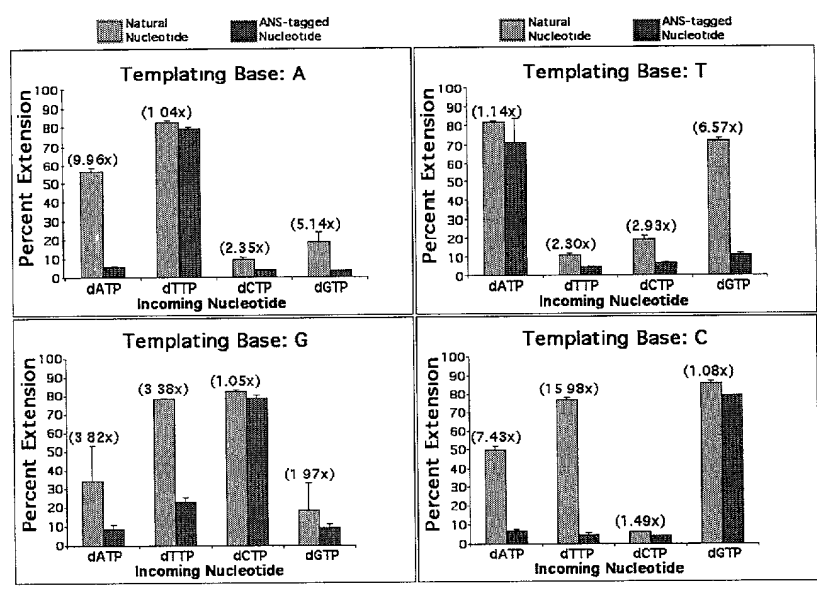 Natural Nucleotide
ANS-tagged Nucleotide
Natural Nucleotide
ANS-tagged Nucleotide
Templating Base: A
Percent Extension
100
90
80
70
60
50
40
30
20
10
0
(9.96x)
(1 04x)
(2.35x)
(5.14x)
dATP dTTP dCTP dGTP
Incoming Nucleotide
Templating Base: T
Percent Extension
100
90
80
70
60
50
40
30
20
10
0
(1.14x)
(2.30x)
(2.93x)
(6.57x)
dATP dTTP dCTP dGTP
Incoming Nucleotide
Templating Base: G
Percent Extension
100
90
80
70
60
50
40
30
20
10
0
(3 82x)
(3 38x)
(1.05x)
(1 97x)
dATP dTTP dCTP dGTP
Incoming Nucleotide
Templating Base: C
Percent Extension
100
90
80
70
60
50
40
30
20
10
0
(7.43x)
(15 98x)
(1.49x)
(1.08x)
dATP dTTP dCTP dGTP
Incoming Nucleotide